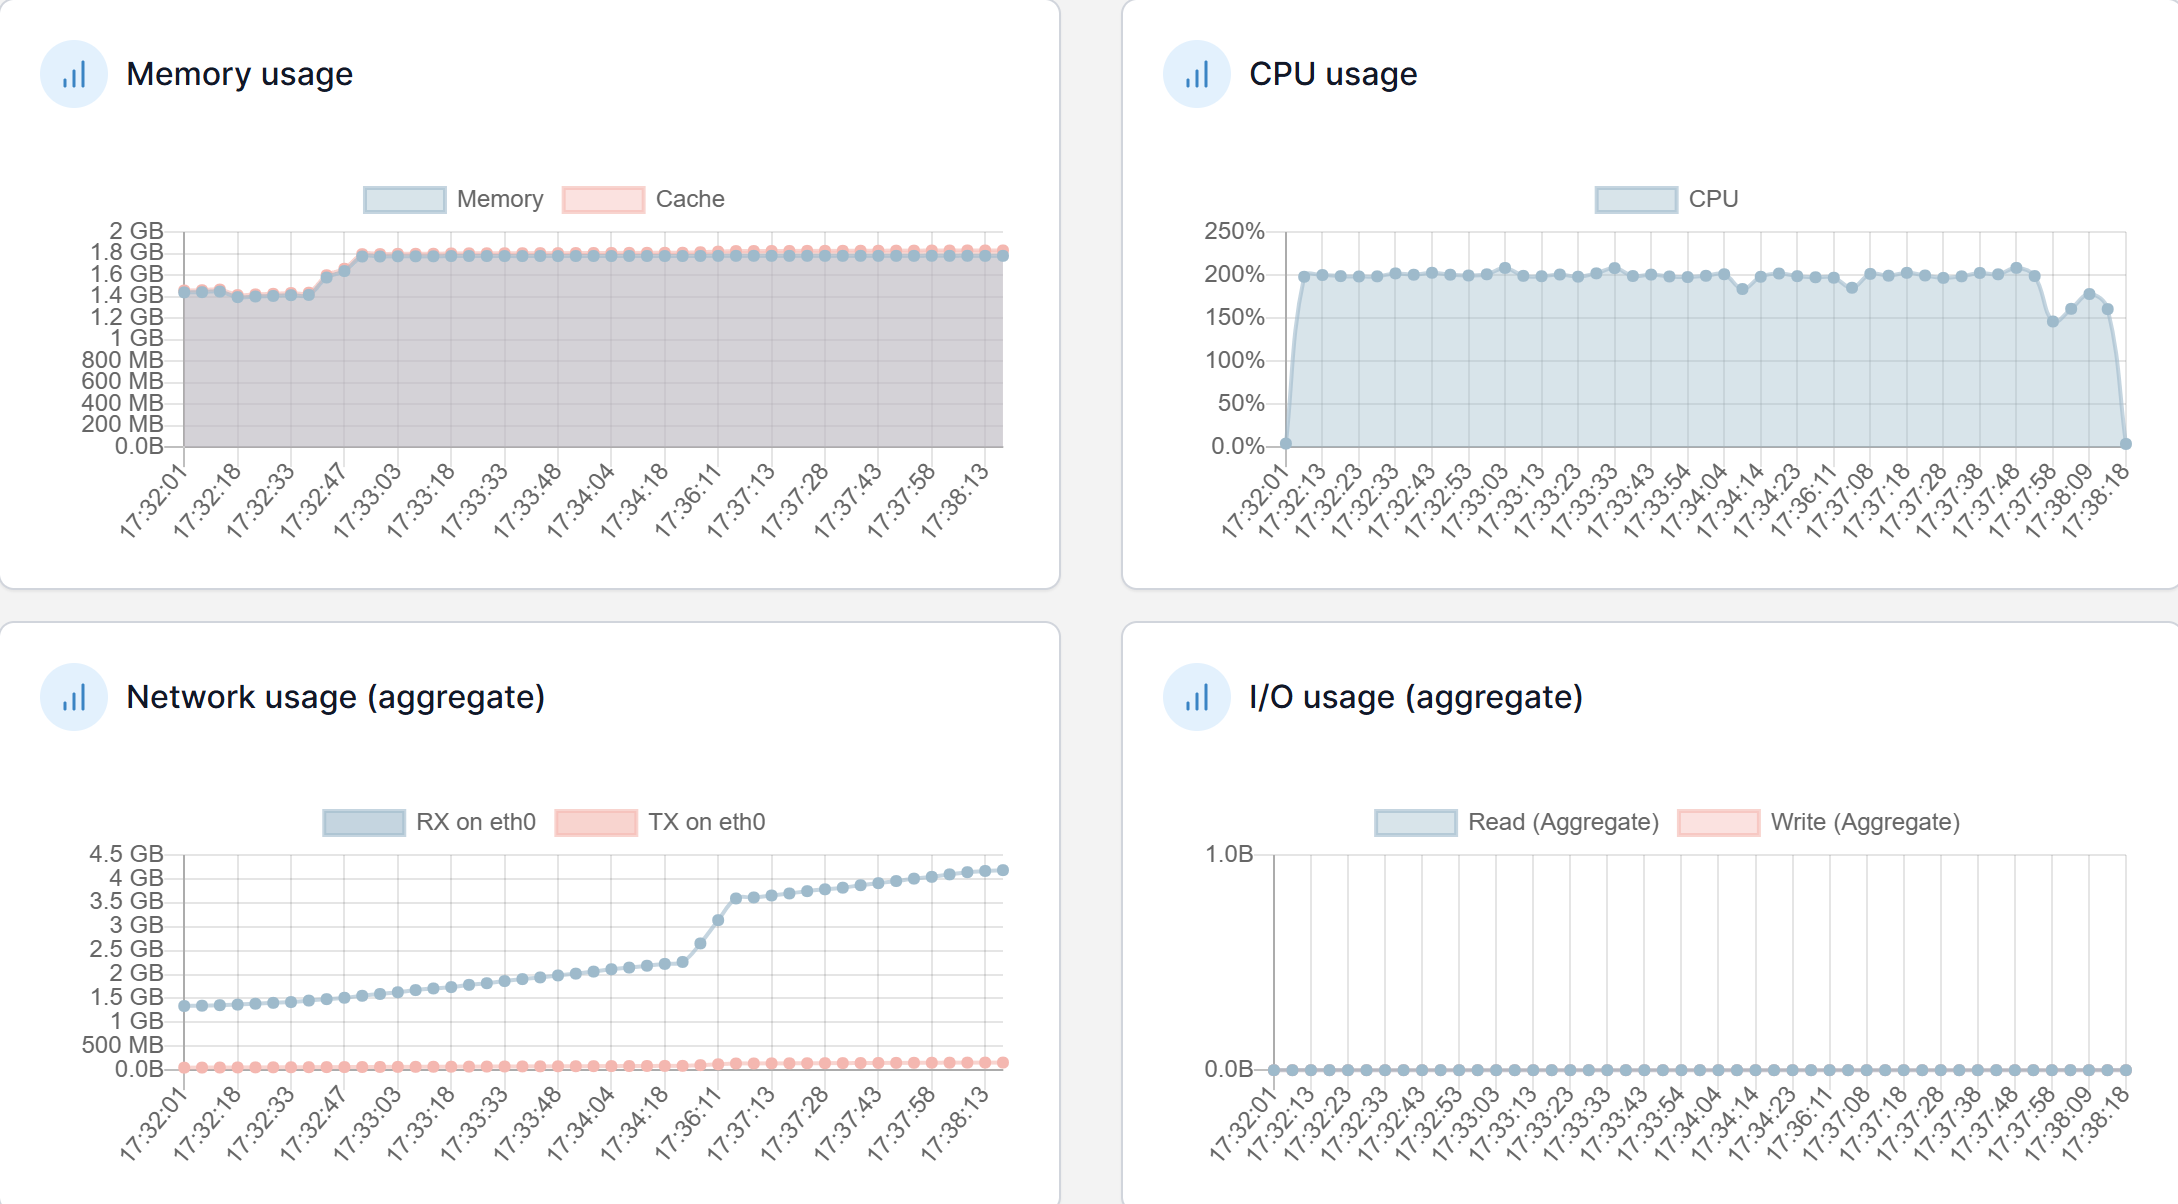 Memory usage
Memory
Cache
2 GB
1.8 GB
1.6 GB
1.4 GB
1.2 GB
1 GB
800 MB
600 MB
400 MB
200 MB
0.0B
17:32:01
17:32:18
17:32:33
17:32:47
17:33:03
17:33:18
17:33:33
17:33:48
17:34:04
17:34:18
17:36:11
17:37:13
17:37:28
17:37:43
17:37:58
17:38:13
CPU usage
CPU
250%
200%
150%
100%
50%
0.0%
17:32:01
17:32:13
17:32:23
17:32:33
17:32:43
17:32:53
17:33:03
17:33:13
17:33:23
17:33:33
17:33:43
17:33:54
17:34:04
17:34:14
17:34:23
17:36:11
17:37:08
17:37:18
17:37:28
17:37:38
17:37:48
17:37:58
17:38:09
17:38:18
Network usage (aggregate)
RX on eth0
TX on eth0
4.5 GB
4 GB
3.5 GB
3 GB
2.5 GB
2 GB
1.5 GB
1 GB
500 MB
0.0B
17:32:01
17:32:18
17:32:33
17:32:47
17:33:03
17:33:18
17:33:33
17:33:48
17:34:04
17:34:18
17:36:11
17:37:13
17:37:28
17:37:43
17:37:58
17:38:13
I/O usage (aggregate)
Read (Aggregate)
Write (Aggregate)
1.0B
0.0B
17:32:01
17:32:13
17:32:23
17:32:33
17:32:43
17:32:53
17:33:03
17:33:13
17:33:23
17:33:33
17:33:43
17:33:54
17:34:04
17:34:14
17:34:23
17:36:11
17:37:08
17:37:18
17:37:28
17:37:38
17:37:48
17:37:58
17:38:09
17:38:18